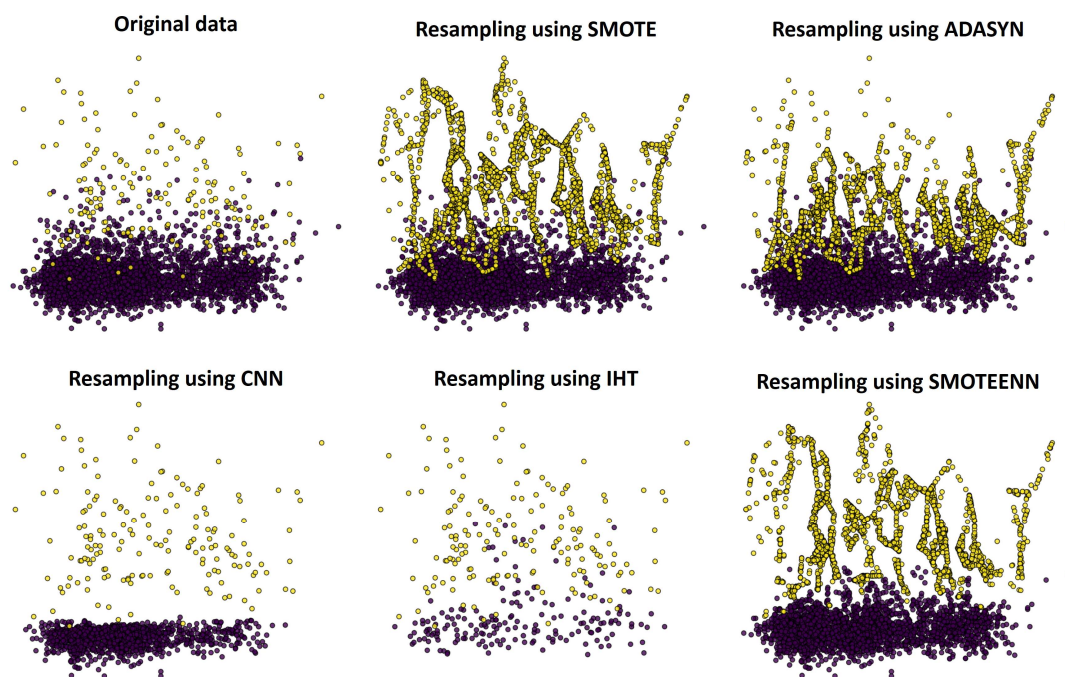 Original data
Resampling using SMOTE
Resampling using ADASYN
Resampling using CNN
Resampling using IHT
Resampling using SMOTEENN